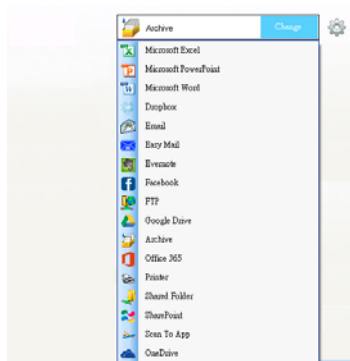 Archive
Change
Microsoft Excel
Microsoft PowerPoint
Microsoft Word
Dropbox
Email
Easy Mail
Evernote
Facebook
FTP
Google Drive
Archive
Office 365
Printer
Shared Folder
SharePoint
Scan To App
OneDrive